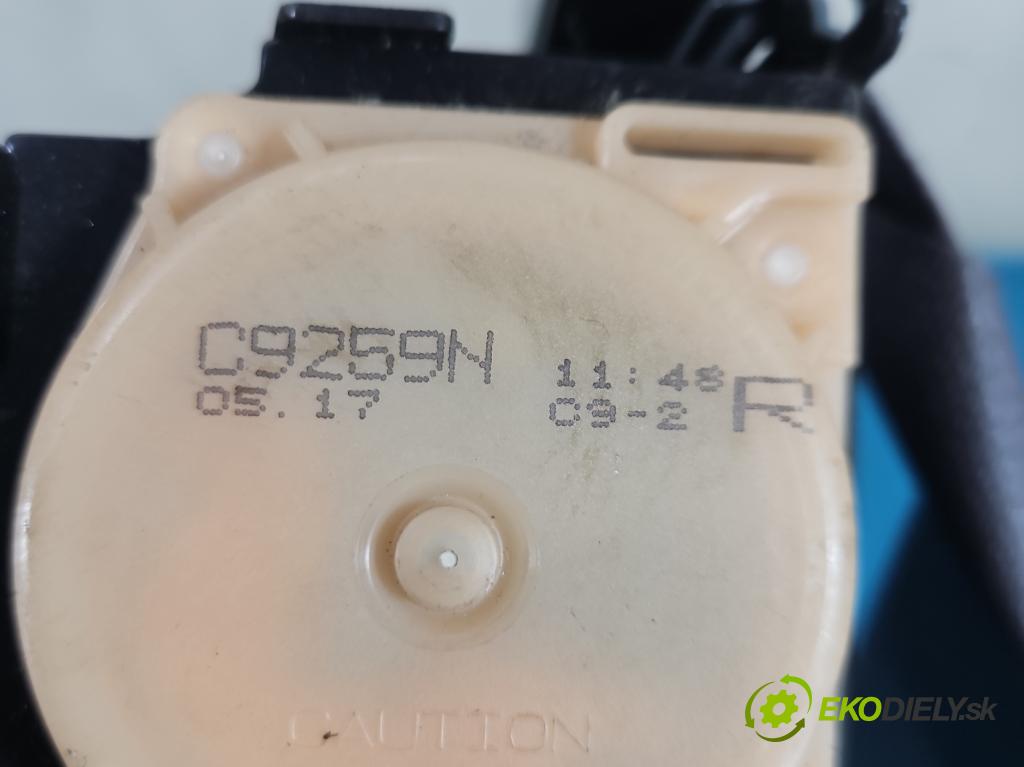 C9259N
05.17
11:48
09-2
R
CAUTION
EKODIELY.sk